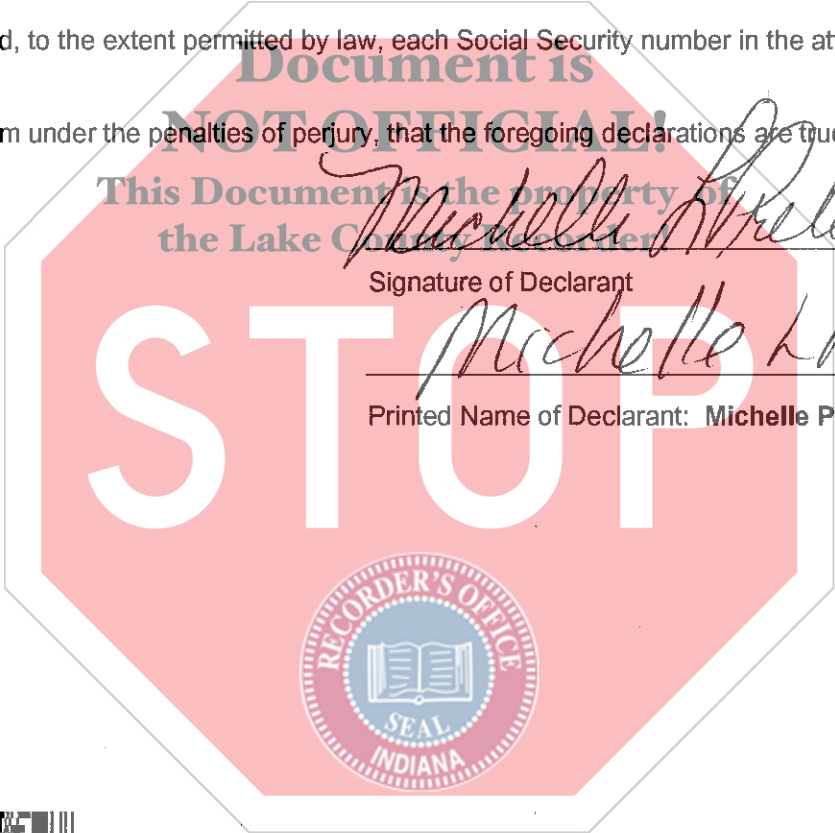 d, to the extent permitted by law, each Social Security number in the at
Document is
NOT OFFICIAL!
m under the penalties of perjury, that the foregoing declarations are true
This Document is the property of
the Lake County Recorder!
Michelle L
Signature of Declarant
Michelle L
Printed Name of Declarant: Michelle P
STOP
RECORDER'S OFFICE
SEAL
INDIANA